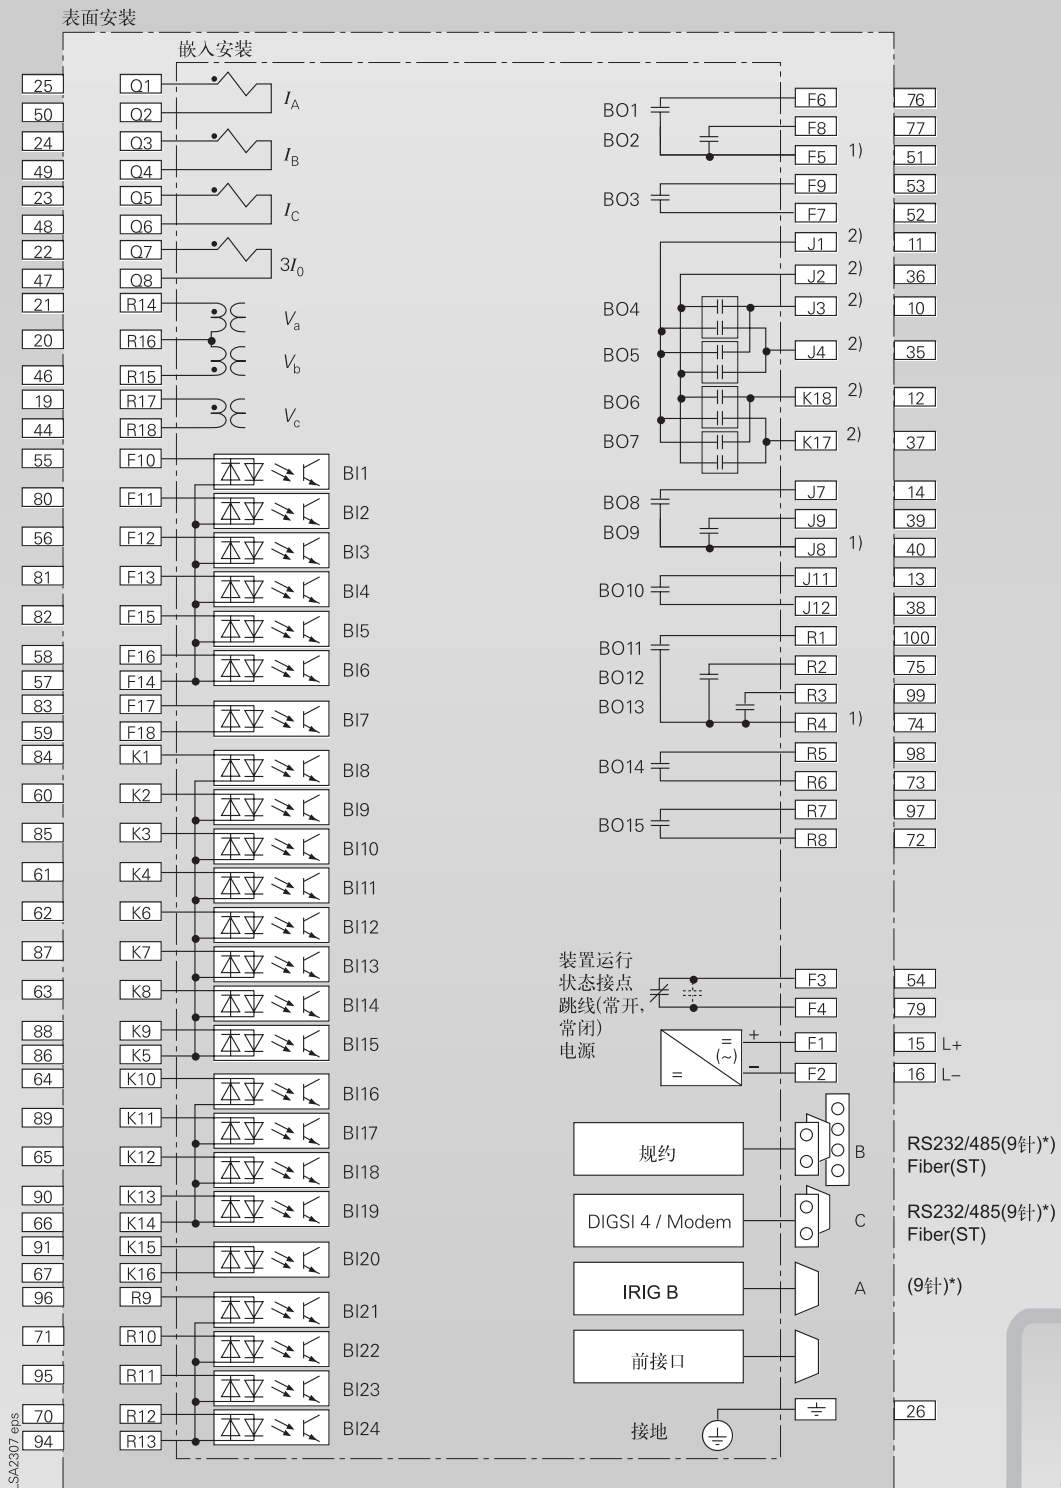 表面安装
嵌入安装
25 Q1
50 Q2 IA
24 Q3
49 Q4 IB
23 Q5
48 Q6 IC
22 Q7
47 Q8 3I0
21 R14 Va
20 R16
46 R15 Vb
19 R17
44 R18 Vc
55 F10 BI1
80 F11 BI2
56 F12 BI3
81 F13 BI4
82 F15 BI5
58 F16 BI6
57 F14
83 F17 BI7
59 F18
84 K1 BI8
60 K2 BI9
85 K3 BI10
61 K4 BI11
62 K6 BI12
87 K7 BI13
63 K8 BI14
88 K9 BI15
86 K5
64 K10 BI16
89 K11 BI17
65 K12 BI18
90 K13 BI19
66 K14
91 K15 BI20
67 K16
96 R9 BI21
71 R10 BI22
95 R11 BI23
70 R12 BI24
94 R13
BO1 F6 76
BO2 F8 77
F5 1) 51
BO3 F9 53
F7 52
J1 2) 11
J2 2) 36
BO4 J3 2) 10
BO5 J4 2) 35
BO6 K18 2) 12
BO7 K17 2) 37
BO8 J7 14
BO9 J9 39
J8 1) 40
BO10 J11 13
J12 38
BO11 R1 100
BO12 R2 75
BO13 R3 99
R4 1) 74
BO14 R5 98
R6 73
BO15 R7 97
R8 72
装置运行
状态接点
跳线(常开,
常闭)
电源
F3 54
F4 79
= (~) = + F1 15 L+
– F2 16 L–
规约 B RS232/485(9针)*)
Fiber(ST)
DIGSI 4 / Modem C RS232/485(9针)*)
Fiber(ST)
IRIG B A (9针)*)
前接口
接地 26
LSA2307 eps